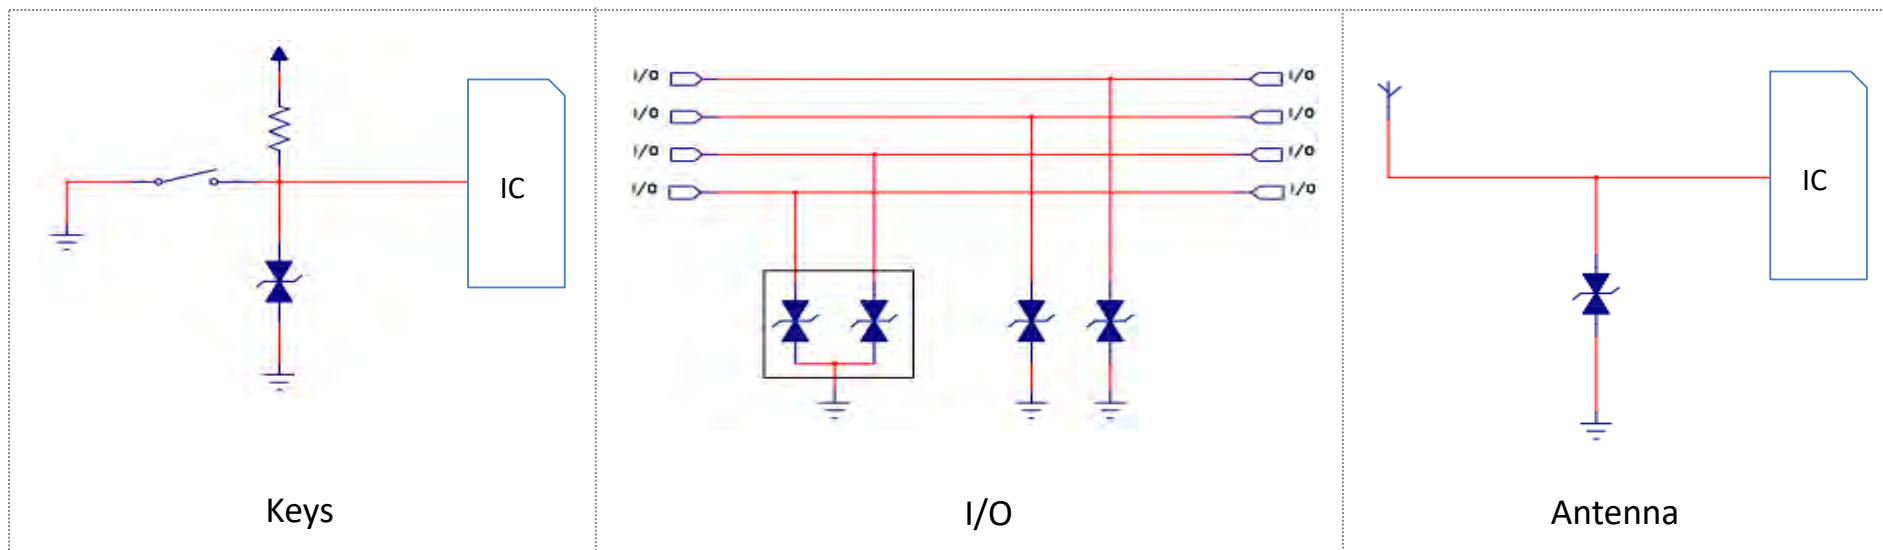 IC
Keys
I/O I/O
I/O I/O
I/O I/O
I/O I/O
I/O
IC
Antenna